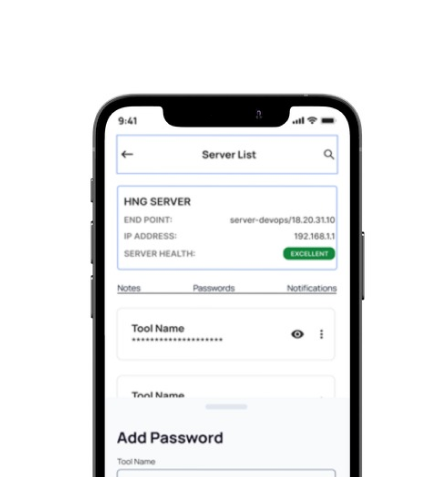 9:41
Server List
HNG SERVER
END POINT: server-devops/18.20.31.10
IP ADDRESS: 192.168.1.1
SERVER HEALTH: EXCELLENT
Notes Passwords Notifications
Tool Name
********************
Tool Name
Add Password
Tool Name